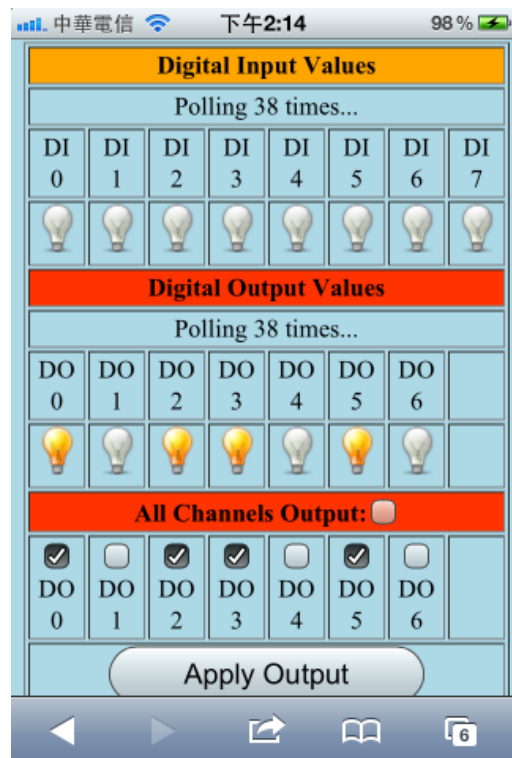 中華電信 下午2:14 98 %
Digital Input Values
Polling 38 times...
DI 0 DI 1 DI 2 DI 3 DI 4 DI 5 DI 6 DI 7
Digital Output Values
Polling 38 times...
DO 0 DO 1 DO 2 DO 3 DO 4 DO 5 DO 6
All Channels Output:
DO 0 DO 1 DO 2 DO 3 DO 4 DO 5 DO 6
Apply Output
6